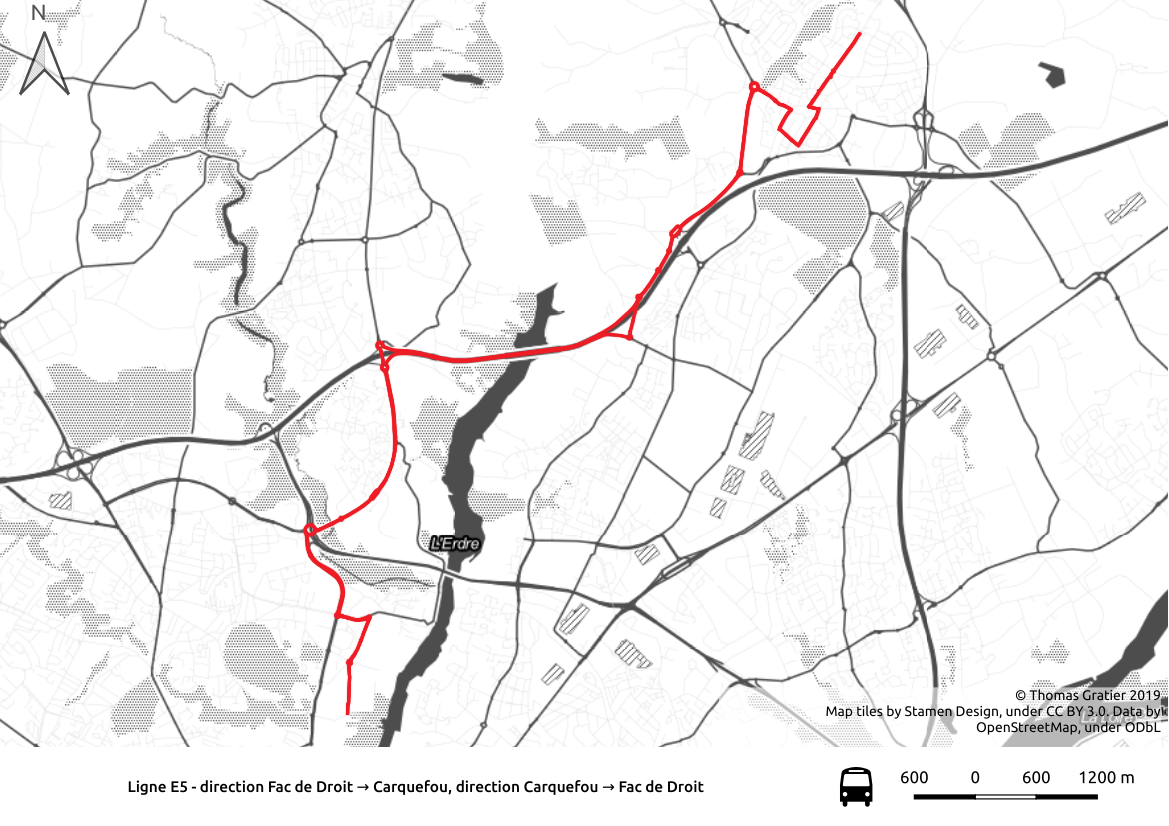 N
L'Erdre
© Thomas Gratier 2019
Map tiles by Stamen Design, under CC BY 3.0. Data by
OpenStreetMap, under ODbL
Ligne E5 - direction Fac de Droit → Carquefou, direction Carquefou → Fac de Droit
600 0 600 1200 m